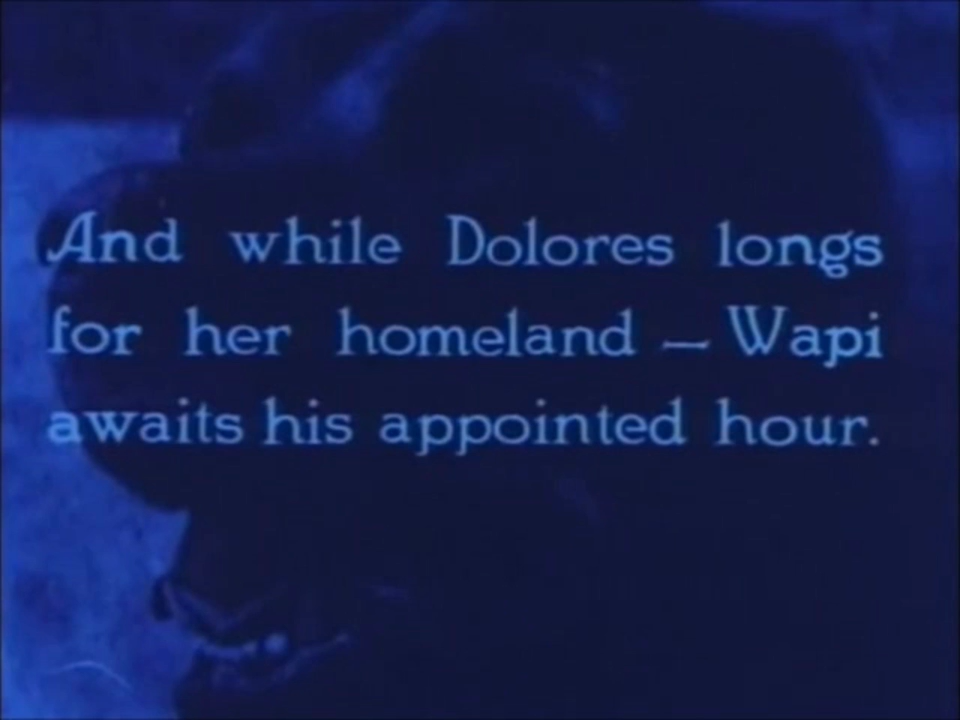 And while Dolores longs
for her homeland — Wapi
awaits his appointed hour.